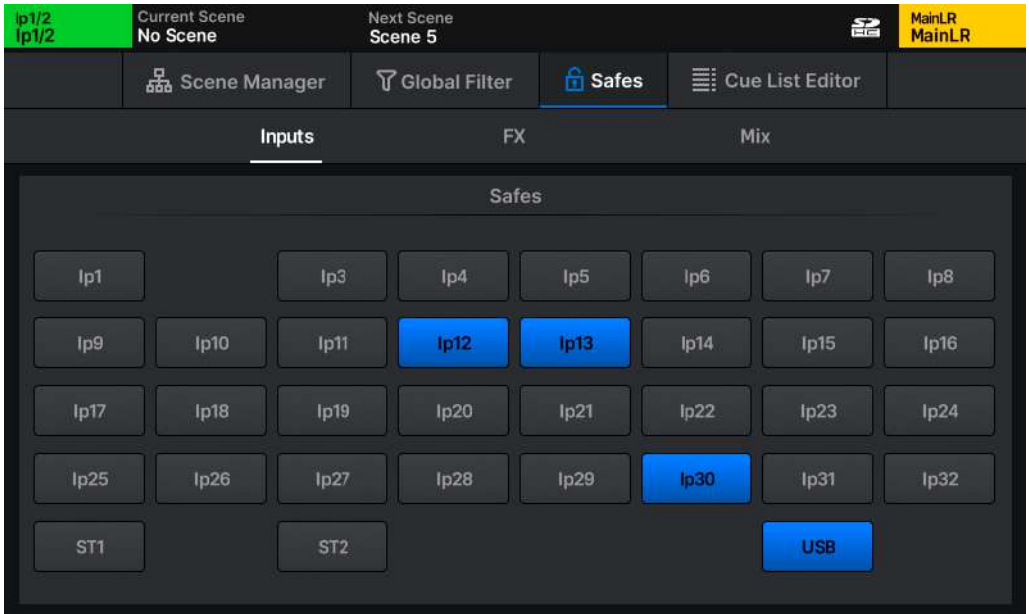 Ip1/2
Ip1/2
Current Scene
No Scene
Next Scene
Scene 5
MainLR
MainLR
Scene Manager
Global Filter
Safes
Cue List Editor
Inputs
FX
Mix
Safes
Ip1 Ip3 Ip4 Ip5 Ip6 Ip7 Ip8
Ip9 Ip10 Ip11 Ip12 Ip13 Ip14 Ip15 Ip16
Ip17 Ip18 Ip19 Ip20 Ip21 Ip22 Ip23 Ip24
Ip25 Ip26 Ip27 Ip28 Ip29 Ip30 Ip31 Ip32
ST1 ST2 USB